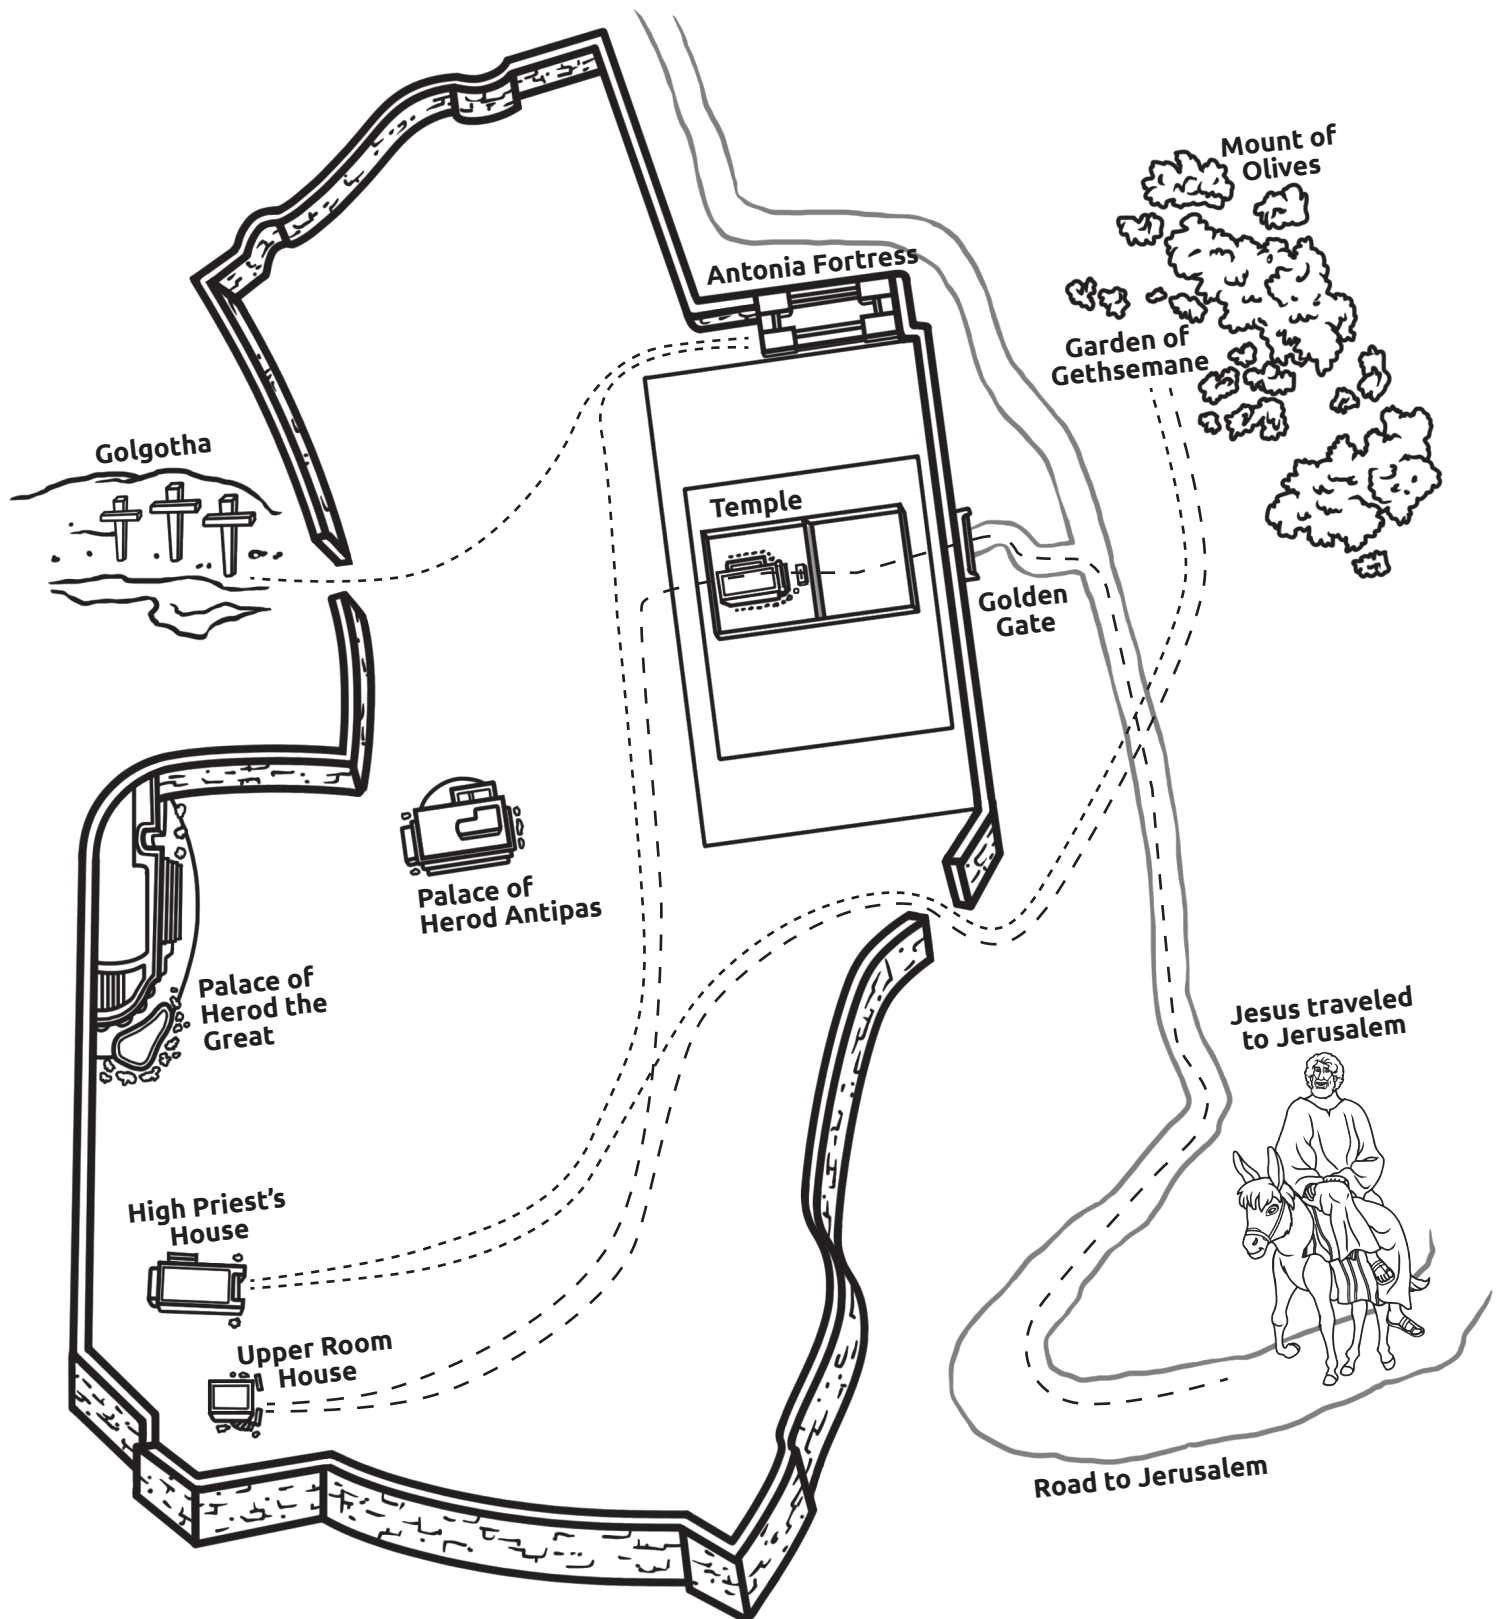 Mount of
Olives
Antonia Fortress
Garden of
Gethsemane
Golgotha
Temple
Golden
Gate
Palace of
Herod Antipas
Palace of
Herod the
Great
Jesus traveled
to Jerusalem
High Priest’s
House
Upper Room
House
Road to Jerusalem